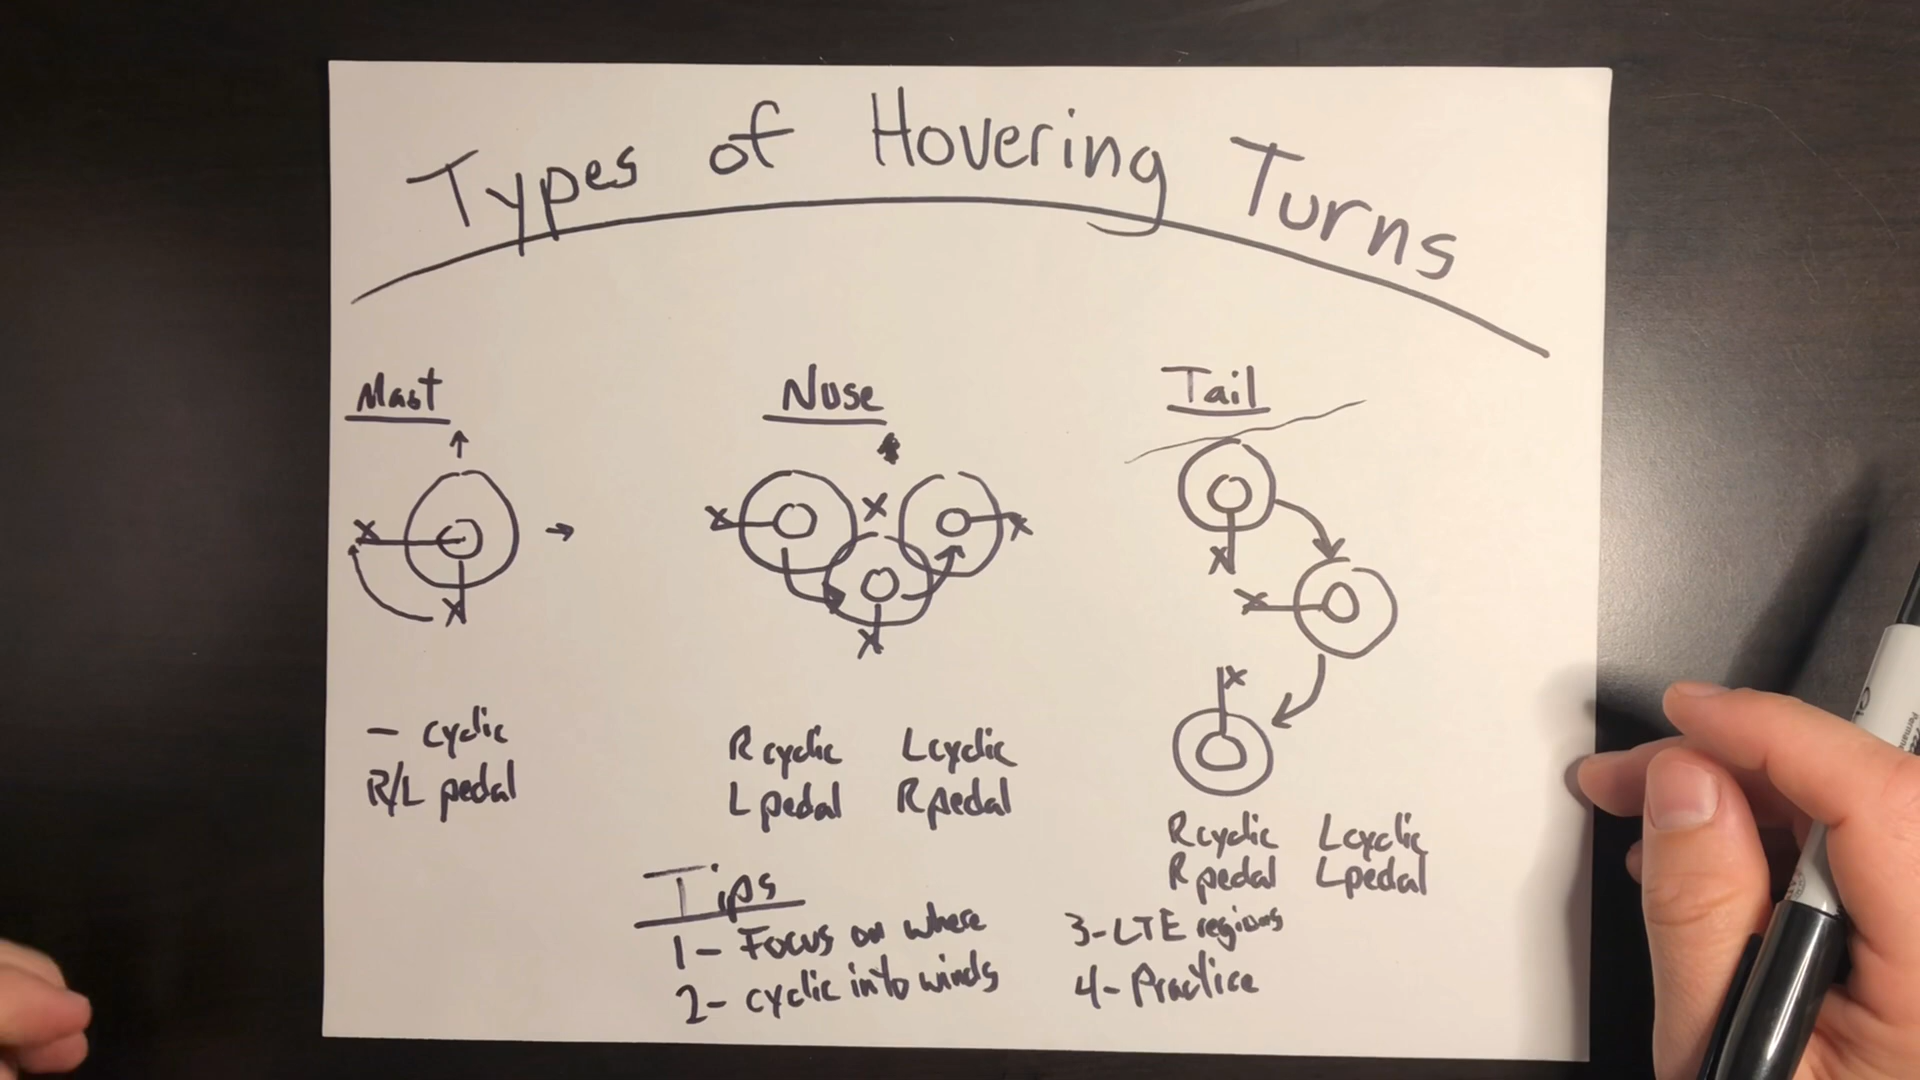 Types of Hovering Turns
Mast
Nose
Tail
- cyclic
R/L pedal
R cyclic L cyclic
L pedal R pedal
R cyclic L cyclic
R pedal L pedal
Tips
1- Focus on where
2- cyclic into winds
3- LTE regions
4- Practice